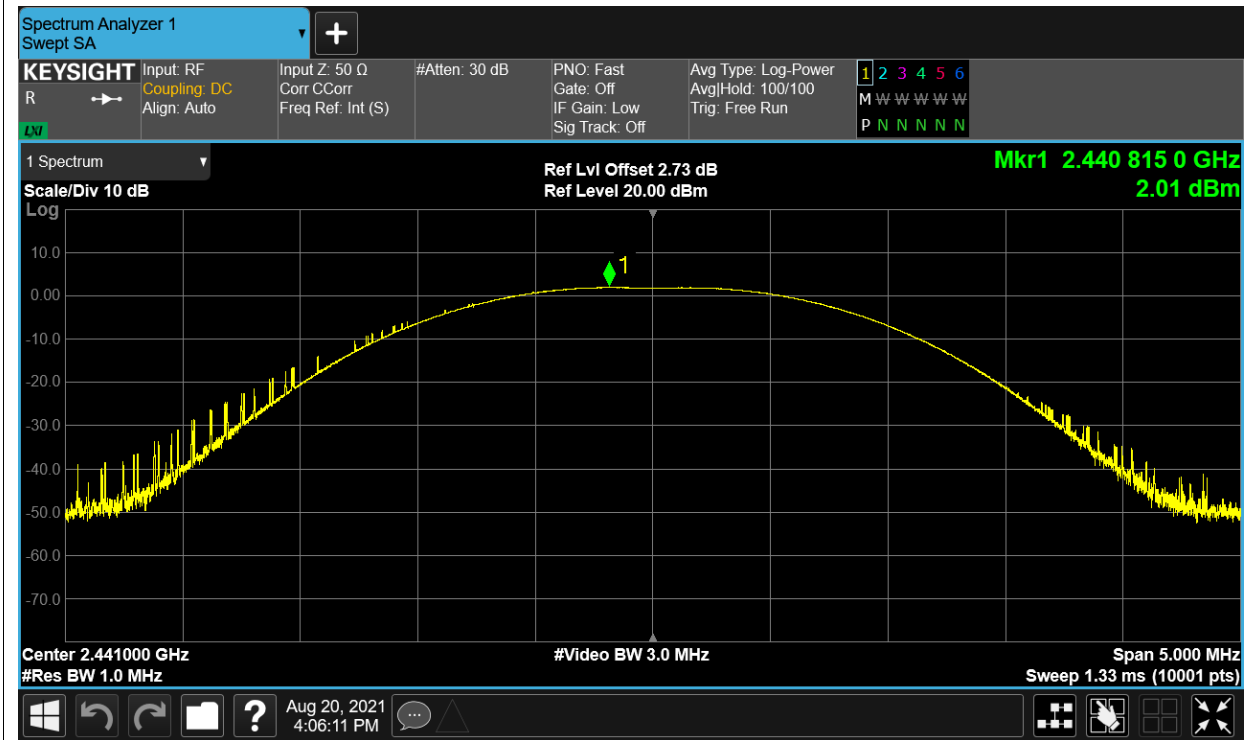 Spectrum Analyzer 1
Swept SA
KEYSIGHT
R
LXI
Input: RF
Coupling: DC
Align: Auto
Input Z: 50 Ω
Corr CCorr
Freq Ref: Int (S)
#Atten: 30 dB
PNO: Fast
Gate: Off
IF Gain: Low
Sig Track: Off
Avg Type: Log-Power
Avg|Hold: 100/100
Trig: Free Run
1 2 3 4 5 6
M W W W W W
P N N N N N
1 Spectrum
Scale/Div 10 dB
Log
Ref Lvl Offset 2.73 dB
Ref Level 20.00 dBm
Mkr1 2.440 815 0 GHz
2.01 dBm
10.0
1
0.00
-10.0
-20.0
-30.0
-40.0
-50.0
-60.0
-70.0
Center 2.441000 GHz
#Video BW 3.0 MHz
Span 5.000 MHz
#Res BW 1.0 MHz
Sweep 1.33 ms (10001 pts)
?
Aug 20, 2021
4:06:11 PM